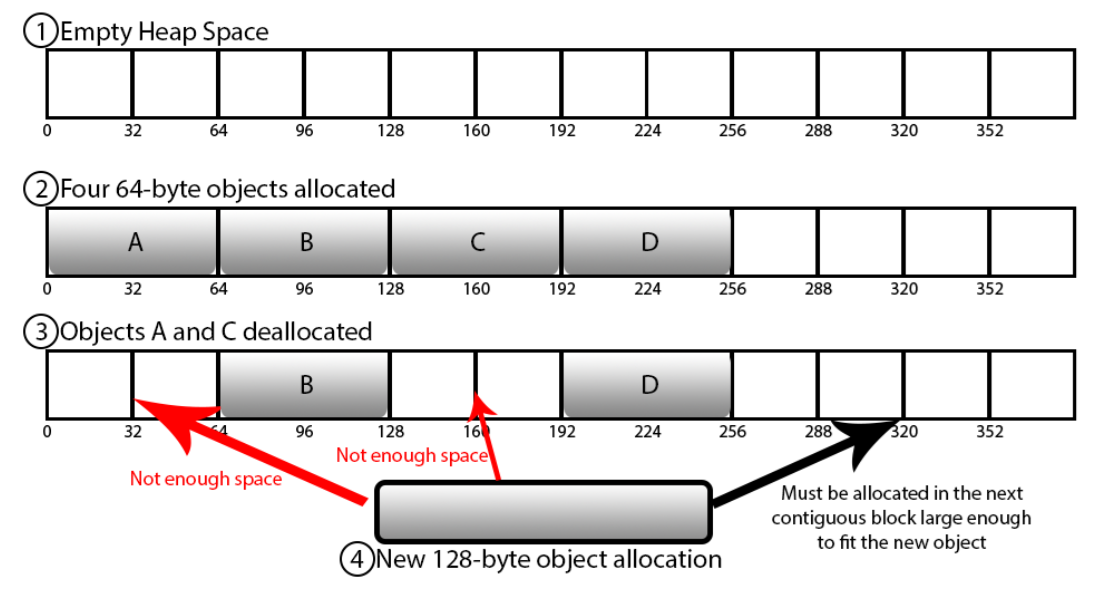 1 Empty Heap Space
0 32 64 96 128 160 192 224 256 288 320 352
2 Four 64-byte objects allocated
A B C D
0 32 64 96 128 160 192 224 256 288 320 352
3 Objects A and C deallocated
B D
0 32 64 96 128 160 192 224 256 288 320 352
Not enough space
Not enough space
Must be allocated in the next
contiguous block large enough
to fit the new object
4 New 128-byte object allocation